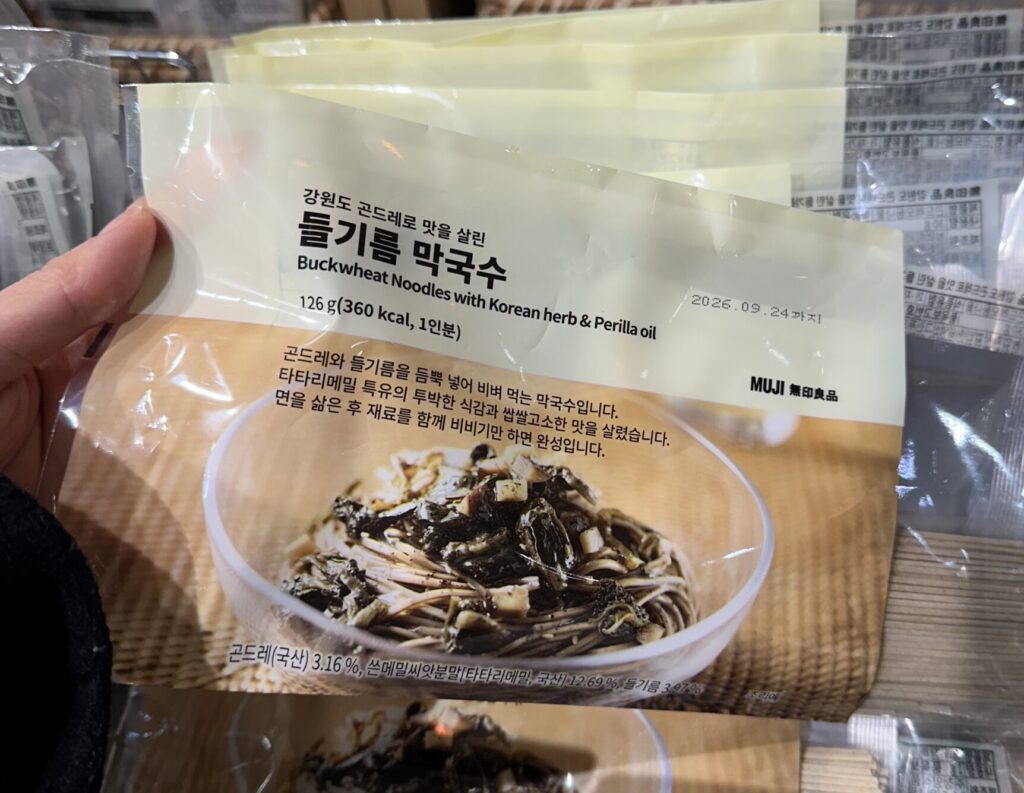 강원도 곤드레로 맛을 살린
들기름 막국수
Buckwheat Noodles with Korean herb & Perilla oil
126 g(360 kcal, 1인분)
2026.09.24까지
MUJI 無印良品
곤드레와 들기름을 듬뿍 넣어 비벼 먹는 막국수입니다.
타타리메밀 특유의 투박한 식감과 쌉쌀고소한 맛을 살렸습니다.
면을 삶은 후 재료를 함께 비비기만 하면 완성입니다.
곤드레(국산) 3.16 %, 쓴메밀씨앗분말[타타리메밀, 국산] 12.69 %, 들기름